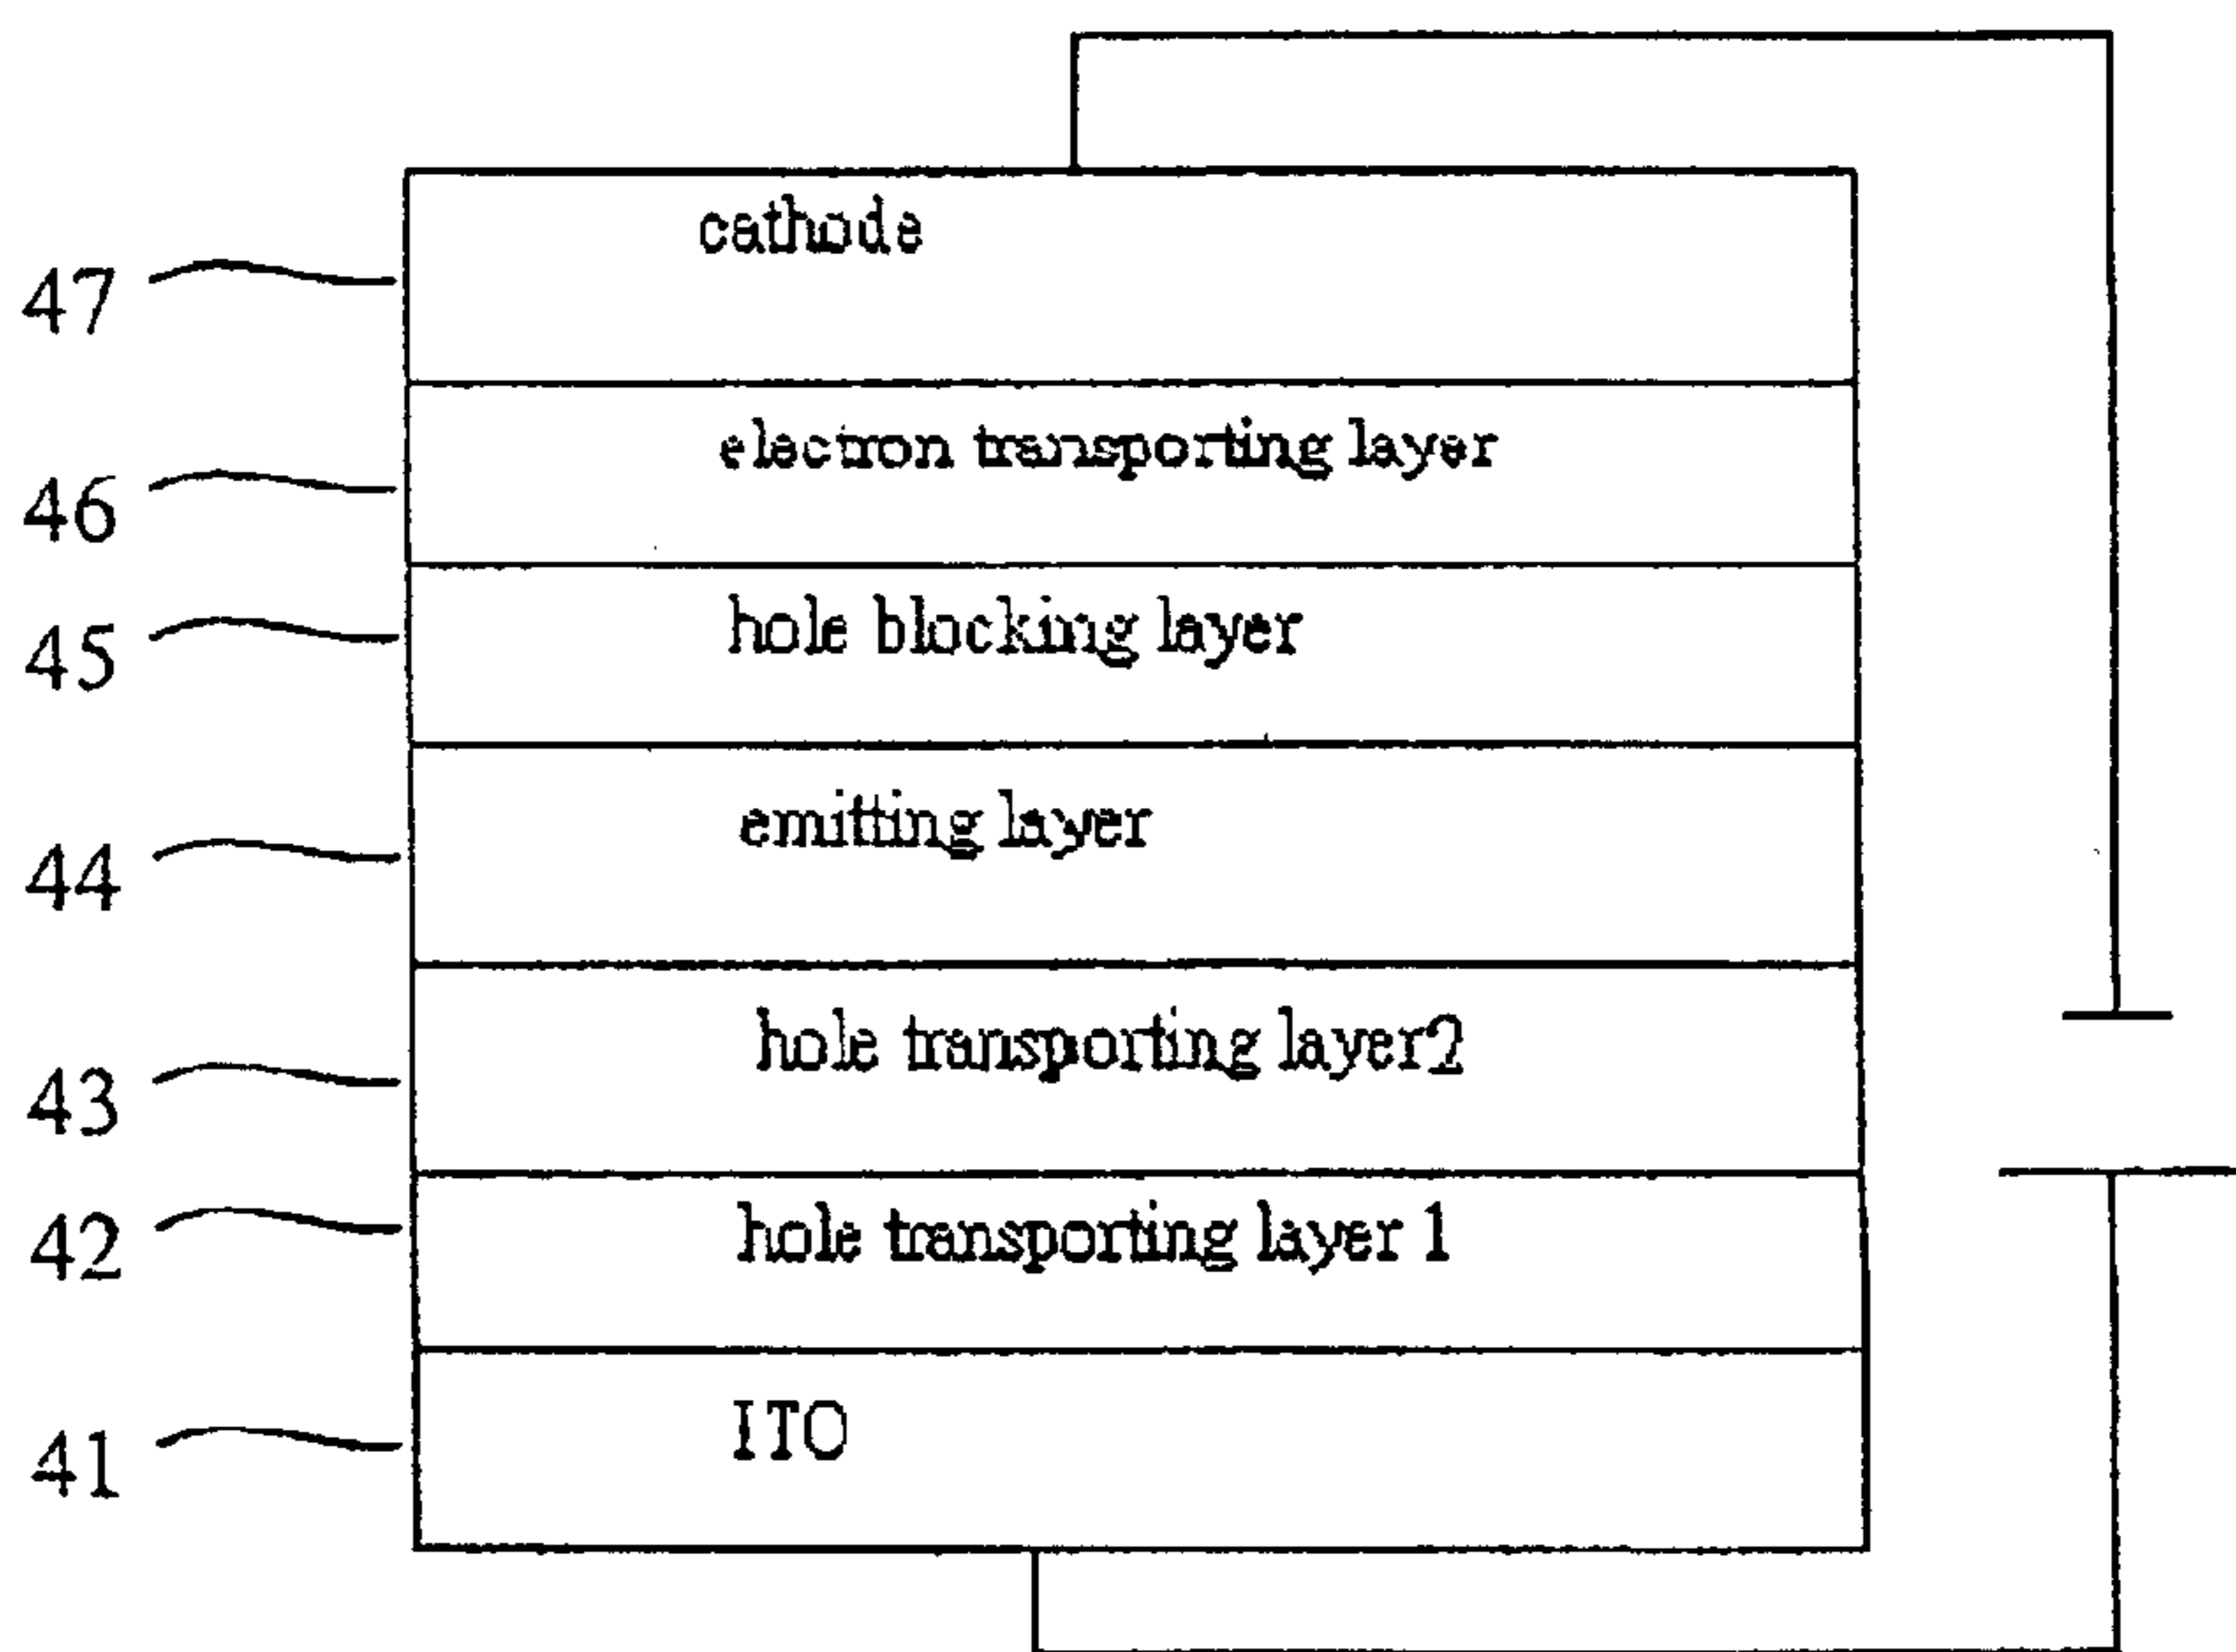 cathode
47
electron transporting layer
46
hole blocking layer
45
emitting layer
44
hole transporting layer2
43
hole transporting layer 1
42
ITO
41